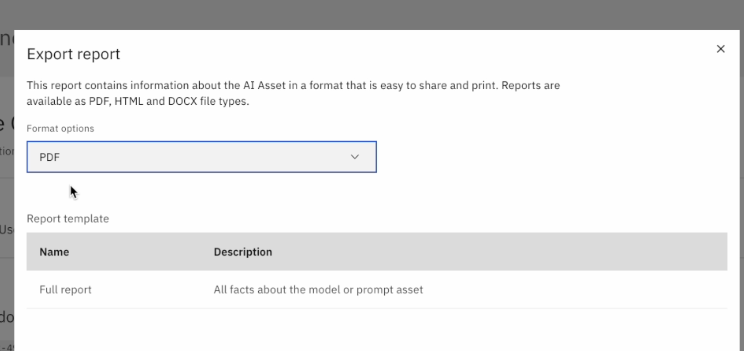 Export report
This report contains information about the AI Asset in a format that is easy to share and print. Reports are
available as PDF, HTML and DOCX file types.
Format options
PDF
Report template
Name Description
Full report All facts about the model or prompt asset